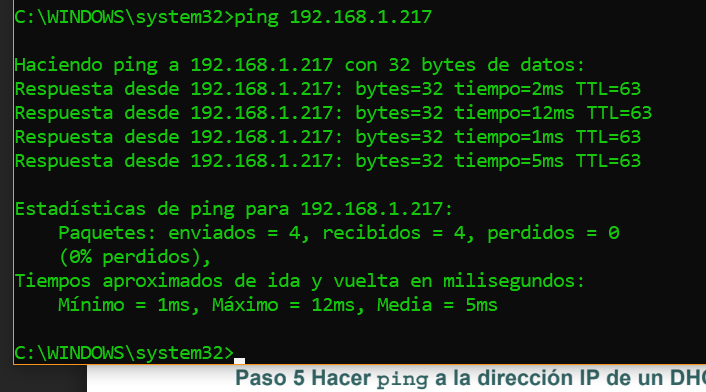 C:\WINDOWS\system32>ping 192.168.1.217
Haciendo ping a 192.168.1.217 con 32 bytes de datos:
Respuesta desde 192.168.1.217: bytes=32 tiempo=2ms TTL=63
Respuesta desde 192.168.1.217: bytes=32 tiempo=12ms TTL=63
Respuesta desde 192.168.1.217: bytes=32 tiempo=1ms TTL=63
Respuesta desde 192.168.1.217: bytes=32 tiempo=5ms TTL=63
Estadísticas de ping para 192.168.1.217:
Paquetes: enviados = 4, recibidos = 4, perdidos = 0
(0% perdidos),
Tiempos aproximados de ida y vuelta en milisegundos:
Mínimo = 1ms, Máximo = 12ms, Media = 5ms
C:\WINDOWS\system32>
Paso 5 Hacer ping a la dirección IP de un